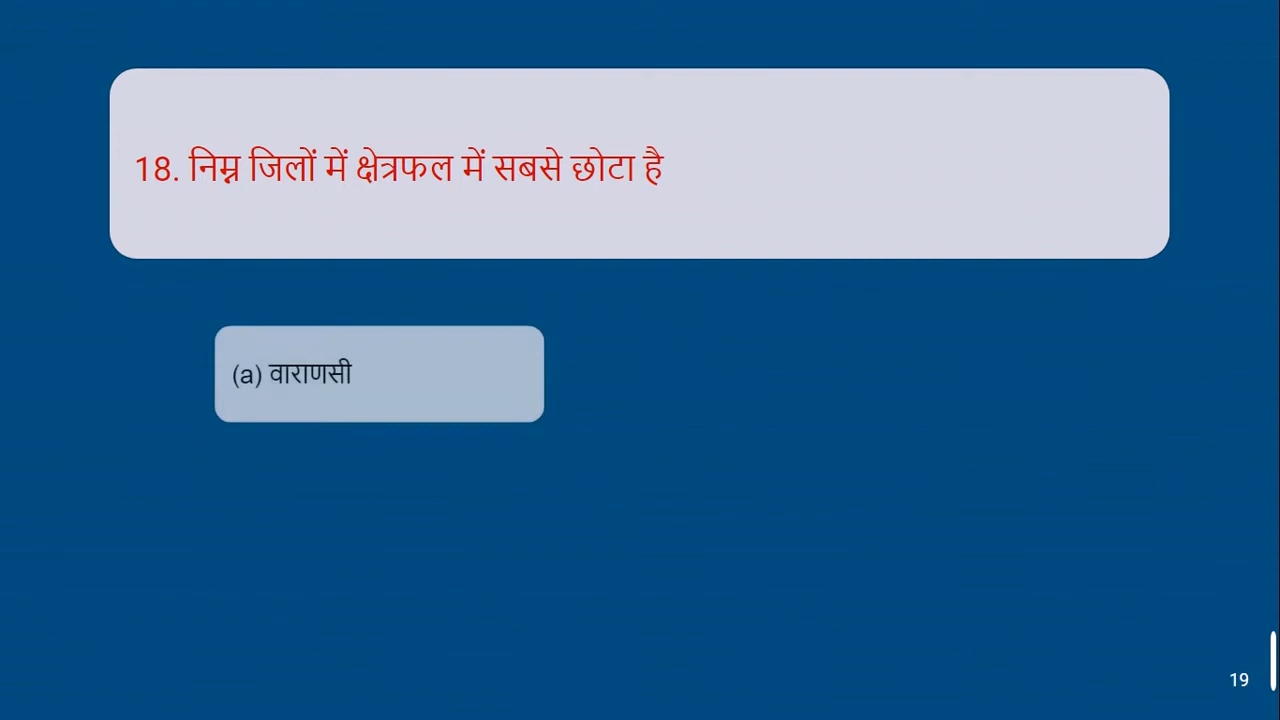 18. निम्न जिलों में क्षेत्रफल में सबसे छोटा है
(a) वाराणसी
19